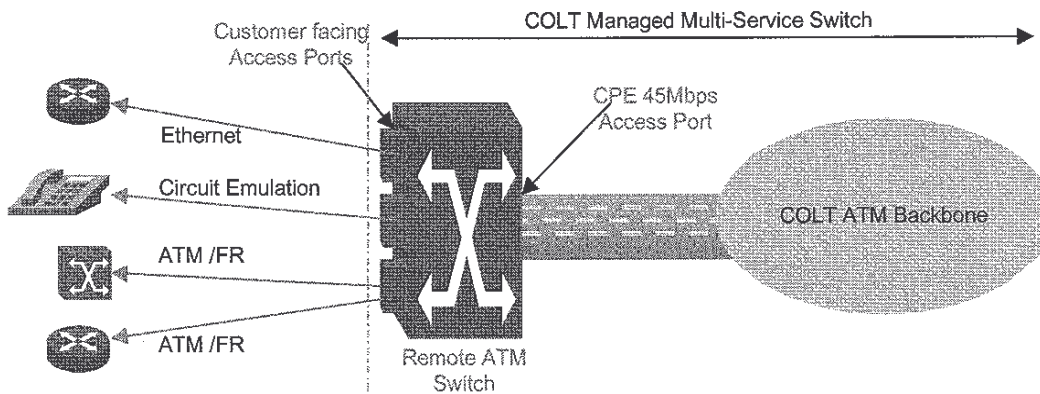 COLT Managed Multi-Service Switch
Customer facing
Access Ports
CPE 45Mbps
Access Port
Ethernet
Circuit Emulation
COLT ATM Backbone
ATM /FR
ATM /FR
Remote ATM
Switch